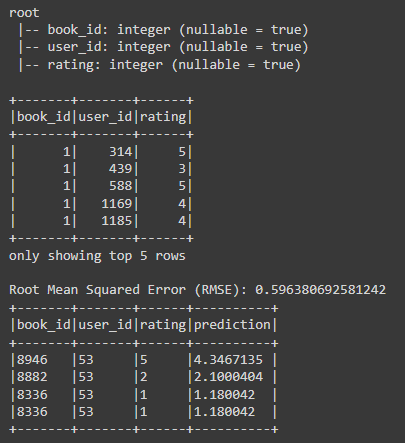 root
 |-- book_id: integer (nullable = true)
 |-- user_id: integer (nullable = true)
 |-- rating: integer (nullable = true)

+-------+-------+------+
|book_id|user_id|rating|
+-------+-------+------+
|      1|    314|     5|
|      1|    439|     3|
|      1|    588|     5|
|      1|   1169|     4|
|      1|   1185|     4|
+-------+-------+------+
only showing top 5 rows

Root Mean Squared Error (RMSE): 0.596380692581242
+-------+-------+------+----------+
|book_id|user_id|rating|prediction|
+-------+-------+------+----------+
|8946   |53     |5     |4.3467135 |
|8882   |53     |2     |2.1000404 |
|8336   |53     |1     |1.180042  |
|8336   |53     |1     |1.180042  |
+-------+-------+------+----------+